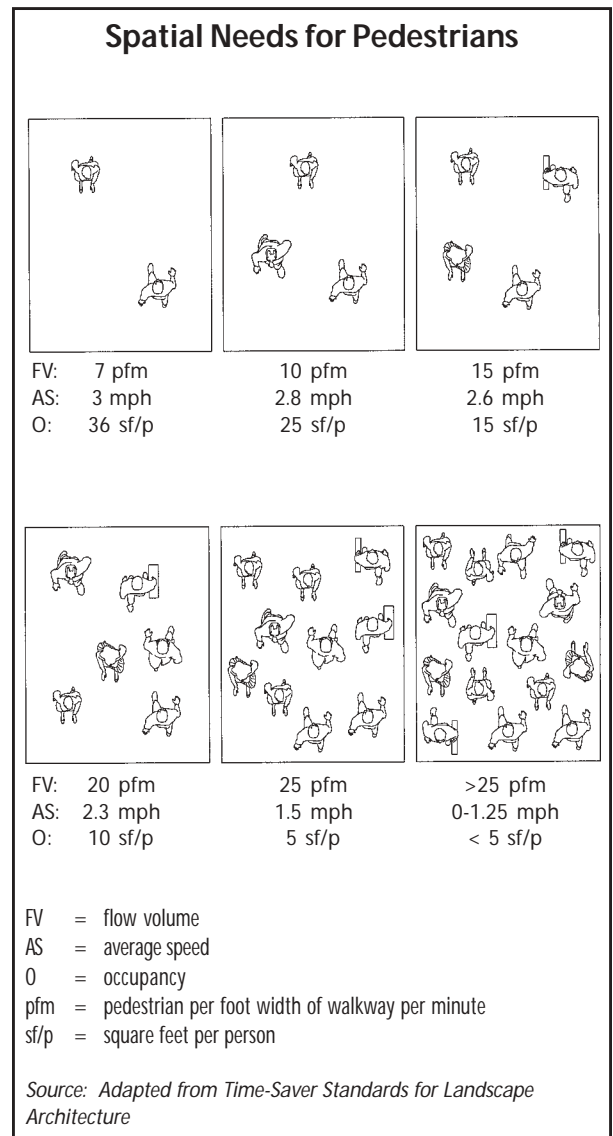 Spatial Needs for Pedestrians
FV: 7 pfm 10 pfm 15 pfm
AS: 3 mph 2.8 mph 2.6 mph
O: 36 sf/p 25 sf/p 15 sf/p
FV: 20 pfm 25 pfm >25 pfm
AS: 2.3 mph 1.5 mph 0-1.25 mph
O: 10 sf/p 5 sf/p < 5 sf/p
FV = flow volume
AS = average speed
O = occupancy
pfm = pedestrian per foot width of walkway per minute
sf/p = square feet per person
Source: Adapted from Time-Saver Standards for Landscape
Architecture